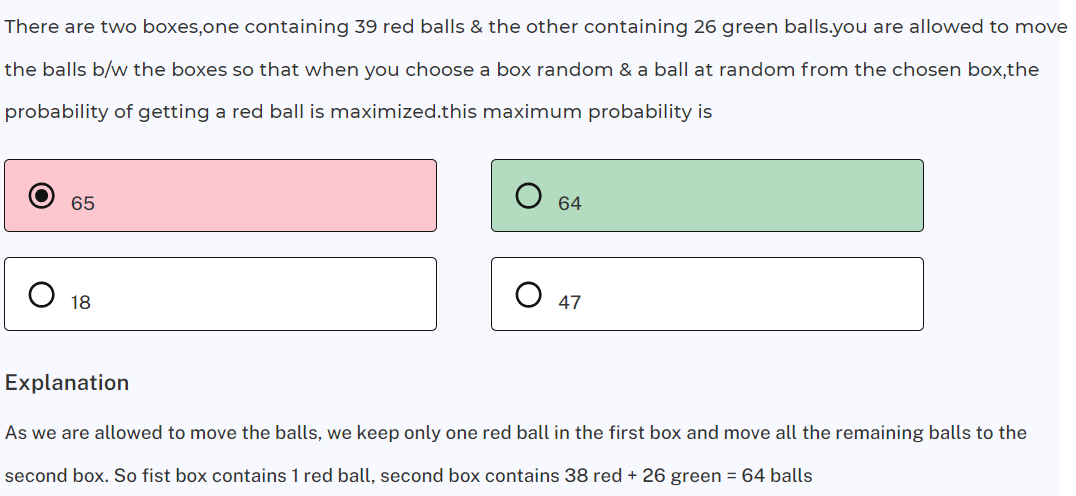 There are two boxes,one containing 39 red balls & the other containing 26 green balls.you are allowed to move
the balls b/w the boxes so that when you choose a box random & a ball at random from the chosen box,the
probability of getting a red ball is maximized.this maximum probability is
65
64
18
47
Explanation
As we are allowed to move the balls, we keep only one red ball in the first box and move all the remaining balls to the
second box. So fist box contains 1 red ball, second box contains 38 red + 26 green = 64 balls